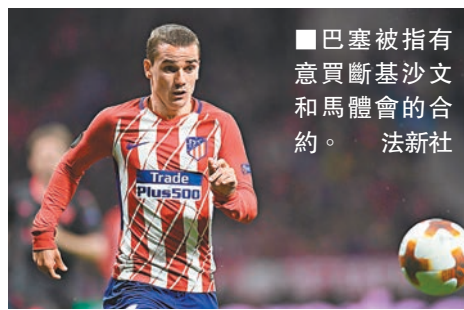 ■巴塞被指有
意買斷基沙文
和馬體會的合
約。 法新社
Trade
Plus500